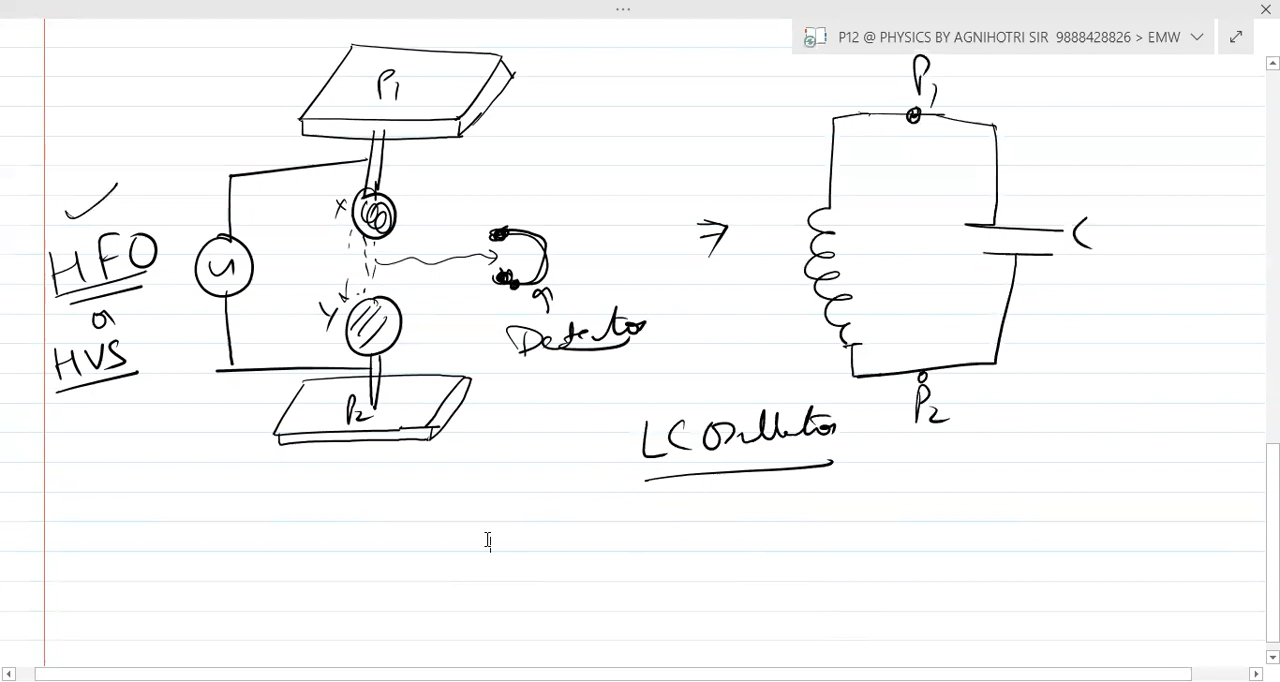 P12 @ PHYSICS BY AGNIHOTRI SIR 9888428826 > EMW
P1
P1
X
HFO
or
HVS
Y
Detector
C
P2
P2
LC Oscillator